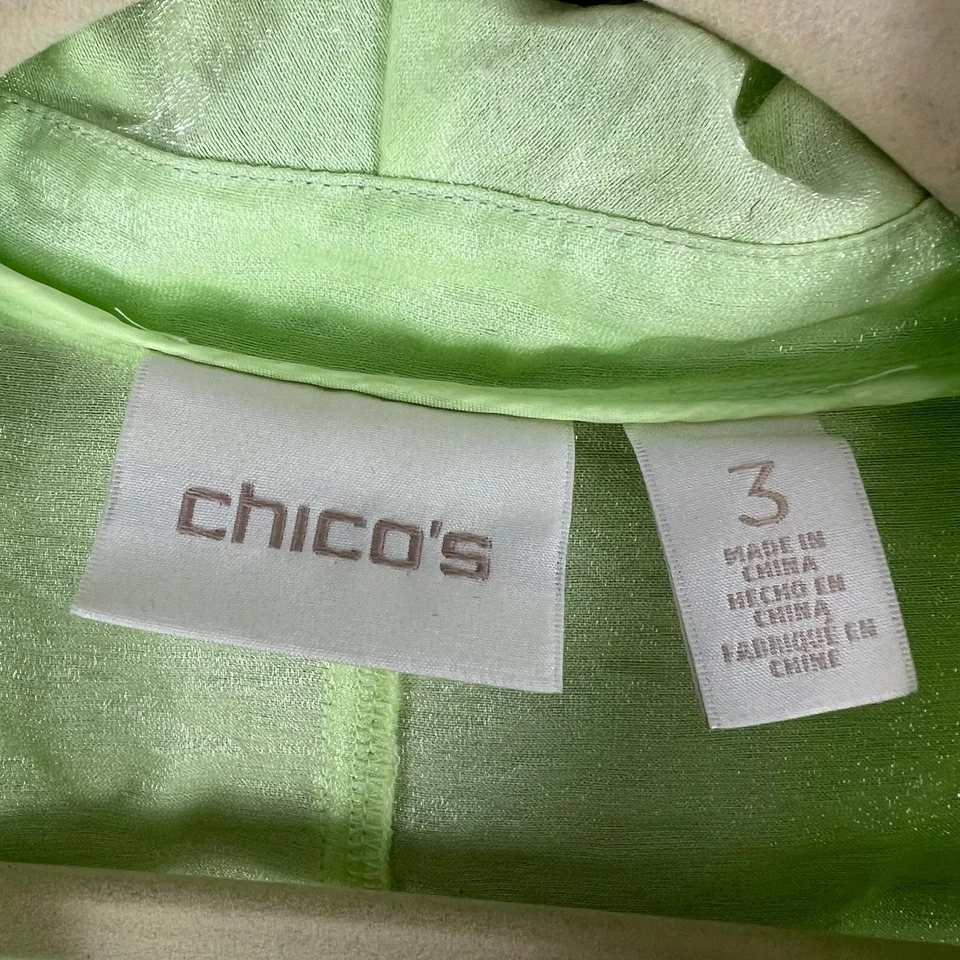 chico's
3
MADE IN
CHINA
HECHO EN
CHINA
FABRIQUÉ EN
CHINE